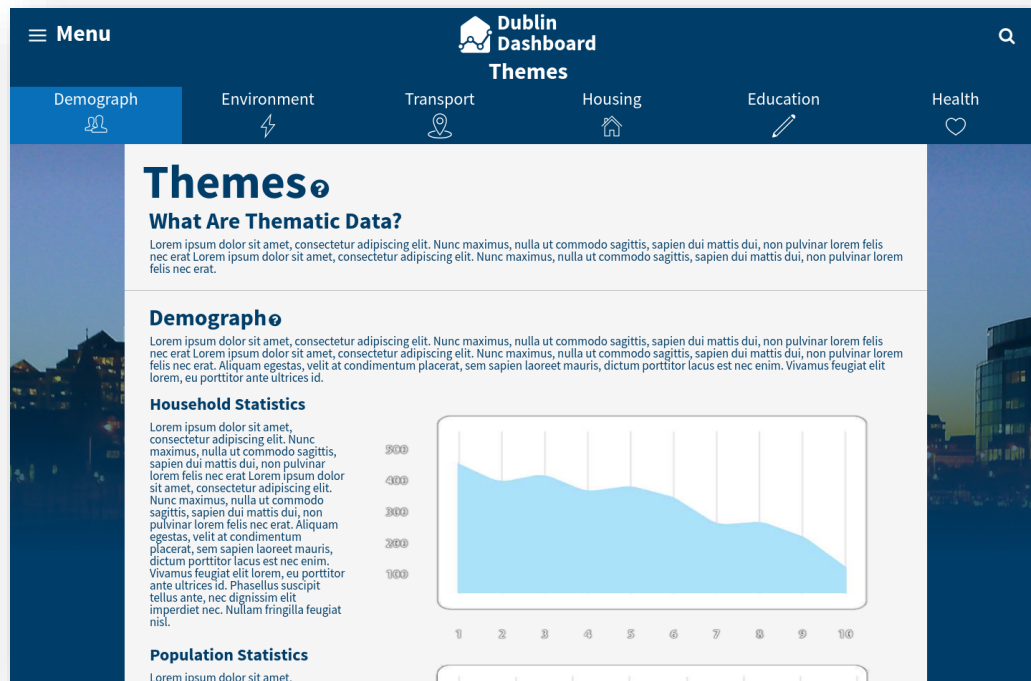 Menu
Dublin
Dashboard
Themes
Demograph
Environment
Transport
Housing
Education
Health
Themes
What Are Thematic Data?
Lorem ipsum dolor sit amet, consectetur adipiscing elit. Nunc maximus, nulla ut commodo sagittis, sapien dui mattis dui, non pulvinar lorem felis
nec erat Lorem ipsum dolor sit amet, consectetur adipiscing elit. Nunc maximus, nulla ut commodo sagittis, sapien dui mattis dui, non pulvinar lorem
felis nec erat.
Demograph
Lorem ipsum dolor sit amet, consectetur adipiscing elit. Nunc maximus, nulla ut commodo sagittis, sapien dui mattis dui, non pulvinar lorem felis
nec erat Lorem ipsum dolor sit amet, consectetur adipiscing elit. Nunc maximus, nulla ut commodo sagittis, sapien dui mattis dui, non pulvinar lorem
felis nec erat. Aliquam egestas, velit at condimentum placerat, sem sapien laoreet mauris, dictum porttitor lacus est nec enim. Vivamus feugiat elit
lorem, eu porttitor ante ultrices id.
Household Statistics
Lorem ipsum dolor sit amet,
consectetur adipiscing elit. Nunc
maximus, nulla ut commodo sagittis,
sapien dui mattis dui, non pulvinar
lorem felis nec erat Lorem ipsum dolor
sit amet, consectetur adipiscing elit.
Nunc maximus, nulla ut commodo
sagittis, sapien dui mattis dui, non
pulvinar lorem felis nec erat. Aliquam
egestas, velit at condimentum
placerat, sem sapien laoreet mauris,
dictum porttitor lacus est nec enim.
Vivamus feugiat elit lorem, eu porttitor
ante ultrices id. Phasellus suscipit
tellus ante, nec dignissim elit
imperdiet nec. Nullam fringilla feugiat
nisl.
500
400
300
200
100
1 2 3 4 5 6 7 8 9 10
Population Statistics
Lorem ipsum dolor sit amet,